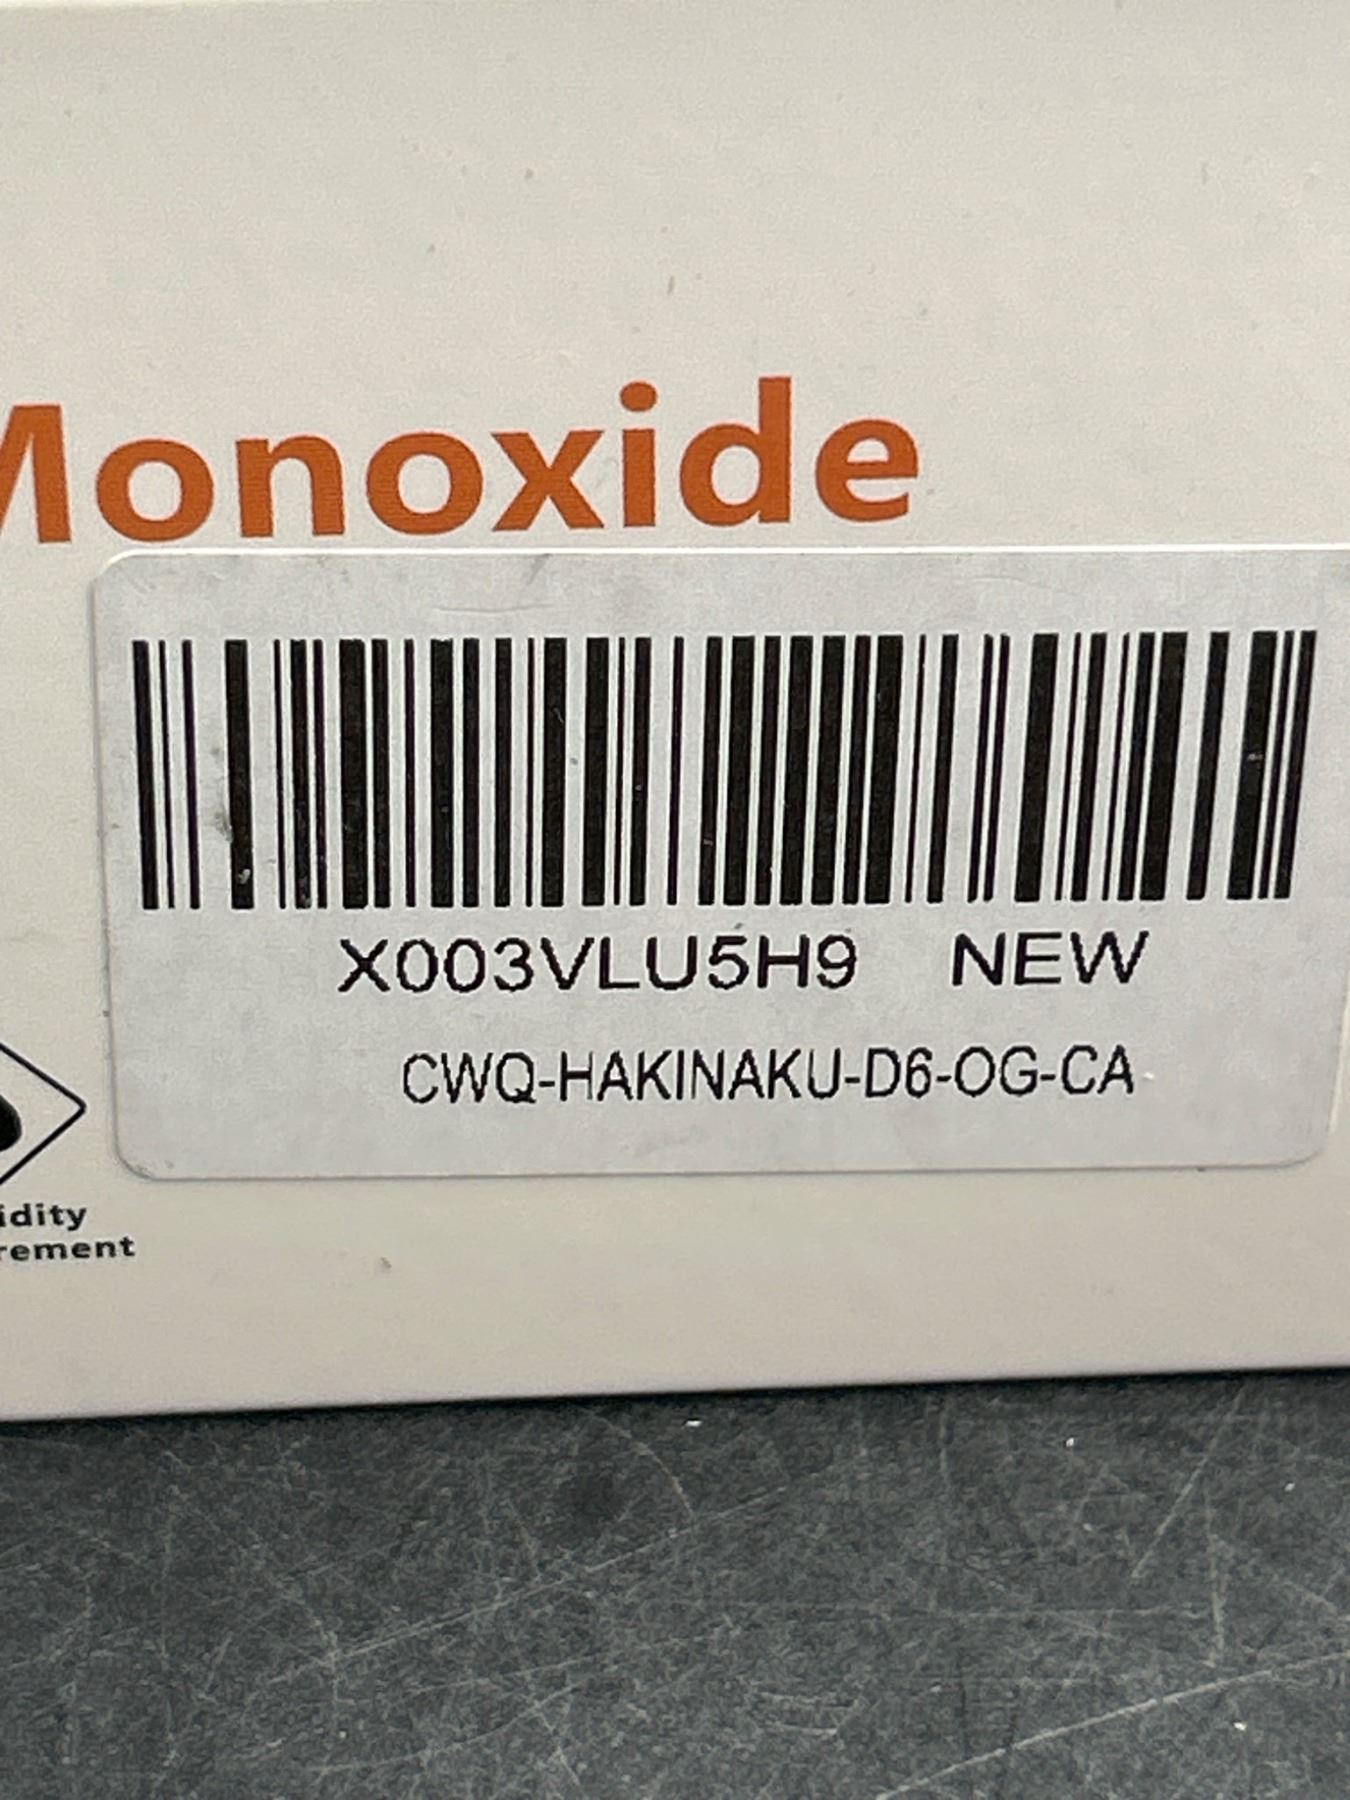 Monoxide
X003VLU5H9 NEW
CWQ-HAKINAKU-D6-OG-CA
idity
rement